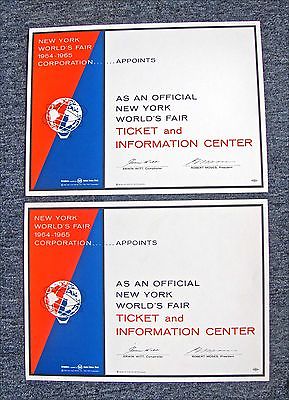 NEW YORK
WORLD'S FAIR
1964-1965
CORPORATION......APPOINTS
AS AN OFFICIAL
NEW YORK
WORLD'S FAIR
TICKET and
INFORMATION CENTER
ERWIN WITT, Comptroller
ROBERT MOSES, President
NEW YORK
WORLD'S FAIR
1964-1965
CORPORATION......APPOINTS
AS AN OFFICIAL
NEW YORK
WORLD'S FAIR
TICKET and
INFORMATION CENTER
ERWIN WITT, Comptroller
ROBERT MOSES, President